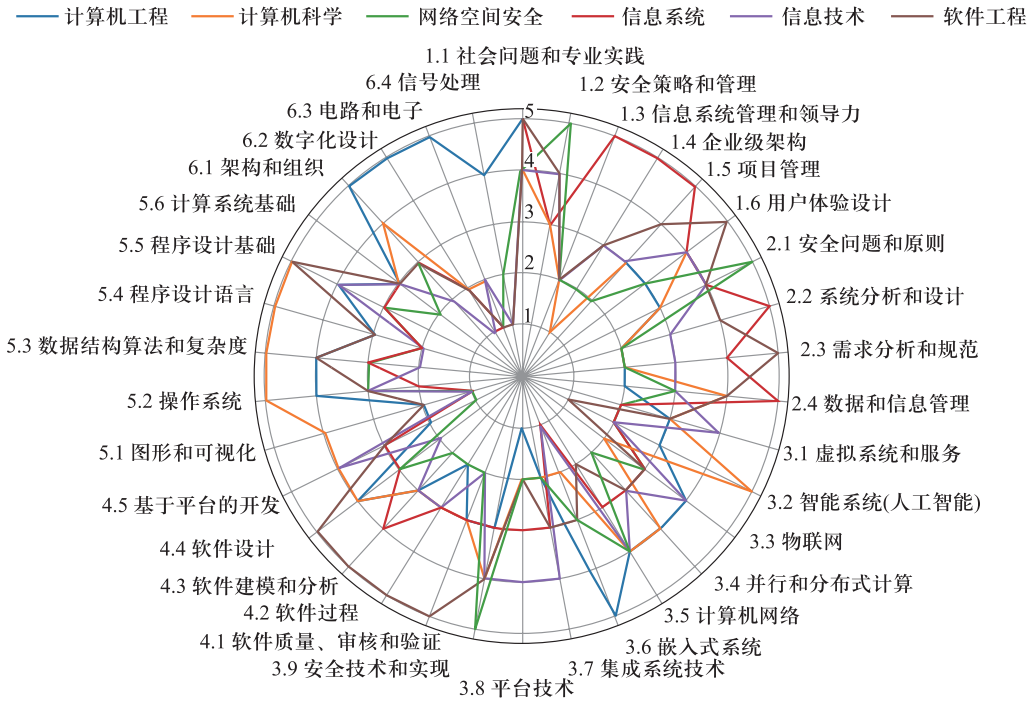 计算机工程 计算机科学 网络空间安全 信息系统 信息技术 软件工程
1.1 社会问题和专业实践
1.2 安全策略和管理
1.3 信息系统管理和领导力
1.4 企业级架构
1.5 项目管理
1.6 用户体验设计
2.1 安全问题和原则
2.2 系统分析和设计
2.3 需求分析和规范
2.4 数据和信息管理
3.1 虚拟系统和服务
3.2 智能系统(人工智能)
3.3 物联网
3.4 并行和分布式计算
3.5 计算机网络
3.6 嵌入式系统
3.7 集成系统技术
3.8 平台技术
3.9 安全技术和实现
4.1 软件质量、审核和验证
4.2 软件过程
4.3 软件建模和分析
4.4 软件设计
4.5 基于平台的开发
5.1 图形和可视化
5.2 操作系统
5.3 数据结构算法和复杂度
5.4 程序设计语言
5.5 程序设计基础
5.6 计算系统基础
6.1 架构和组织
6.2 数字化设计
6.3 电路和电子
6.4 信号处理
5
4
3
2
1